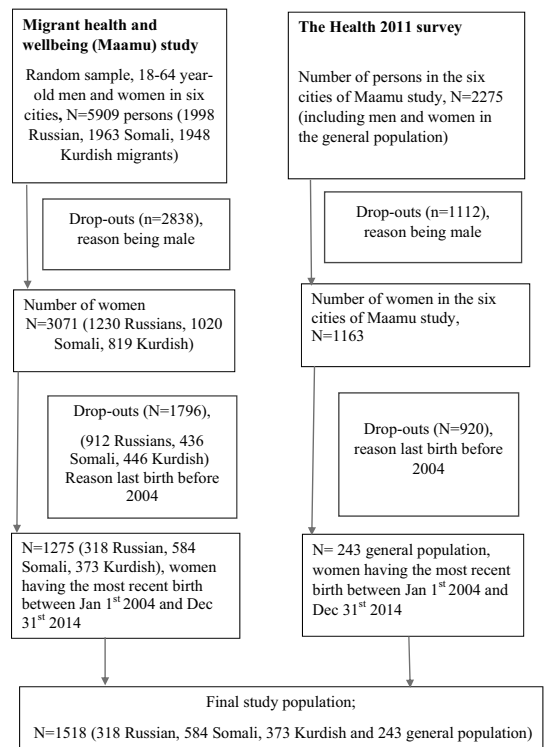 Migrant health and
wellbeing (Maamu) study
Random sample, 18-64 year-
old men and women in six
cities, N=5909 persons (1998
Russian, 1963 Somali, 1948
Kurdish migrants)
Drop-outs (n=2838),
reason being male
Number of women
N=3071 (1230 Russians, 1020
Somali, 819 Kurdish)
Drop-outs (N=1796),
(912 Russians, 436
Somali, 446 Kurdish)
Reason last birth before
2004
N=1275 (318 Russian, 584
Somali, 373 Kurdish), women
having the most recent birth
between Jan 1st 2004 and Dec
31st 2014
The Health 2011 survey
Number of persons in the six
cities of Maamu study, N=2275
(including men and women in
the general population)
Drop-outs (n=1112),
reason being male
Number of women in the six
cities of Maamu study,
N=1163
Drop-outs (N=920),
reason last birth before
2004
N= 243 general population,
women having the most recent
birth between Jan 1st 2004 and
Dec 31st 2014
Final study population;
N=1518 (318 Russian, 584 Somali, 373 Kurdish and 243 general population)